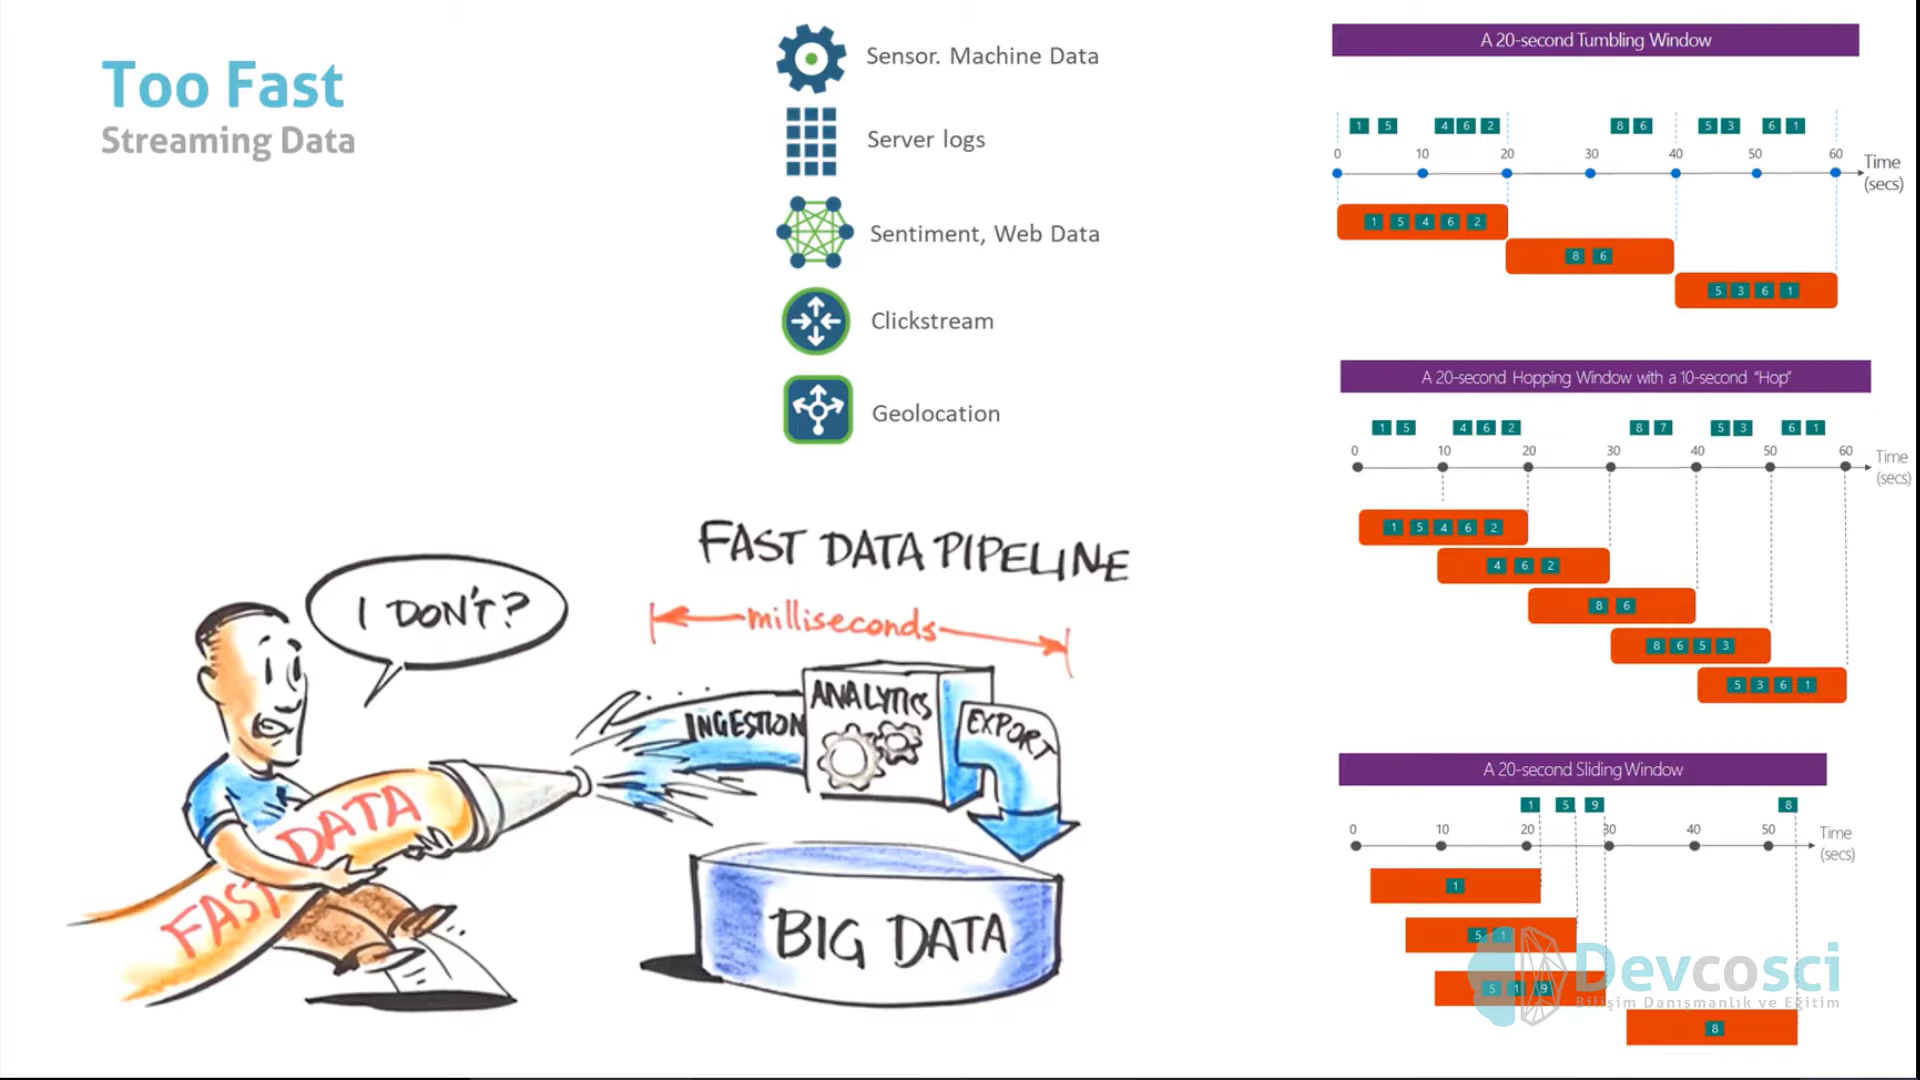 Too Fast
Streaming Data
Sensor. Machine Data
Server logs
Sentiment, Web Data
Clickstream
Geolocation
I DON'T?
FAST DATA PIPELINE
milliseconds
INGESTION
ANALYTICS
EXPORT
FAST DATA
BIG DATA
A 20-second Tumbling Window
1 5 4 6 2 8 6 5 3 6 1
0 10 20 30 40 50 60
Time
(secs)
1 5 4 6 2
8 6
5 3 6 1
A 20-second Hopping Window with a 10-second “Hop”
1 5 4 6 2 8 7 5 3 6 1
0 10 20 30 40 50 60
Time
(secs)
1 5 4 6 2
4 6 2
8 6
8 6 5 3
5 3 6 1
A 20-second Sliding Window
1 5 9 8
0 10 20 30 40 50
Time
(secs)
1
5 1
5 1 9
8
Devcosci
Bilişim Danışmanlık ve Eğitim